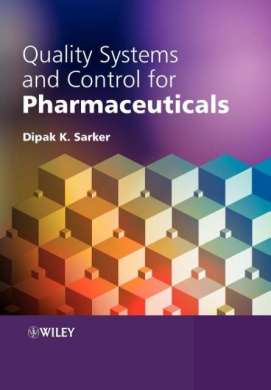 Quality Systems
and Control for
Pharmaceuticals
Dipak K. Sarker
WILEY